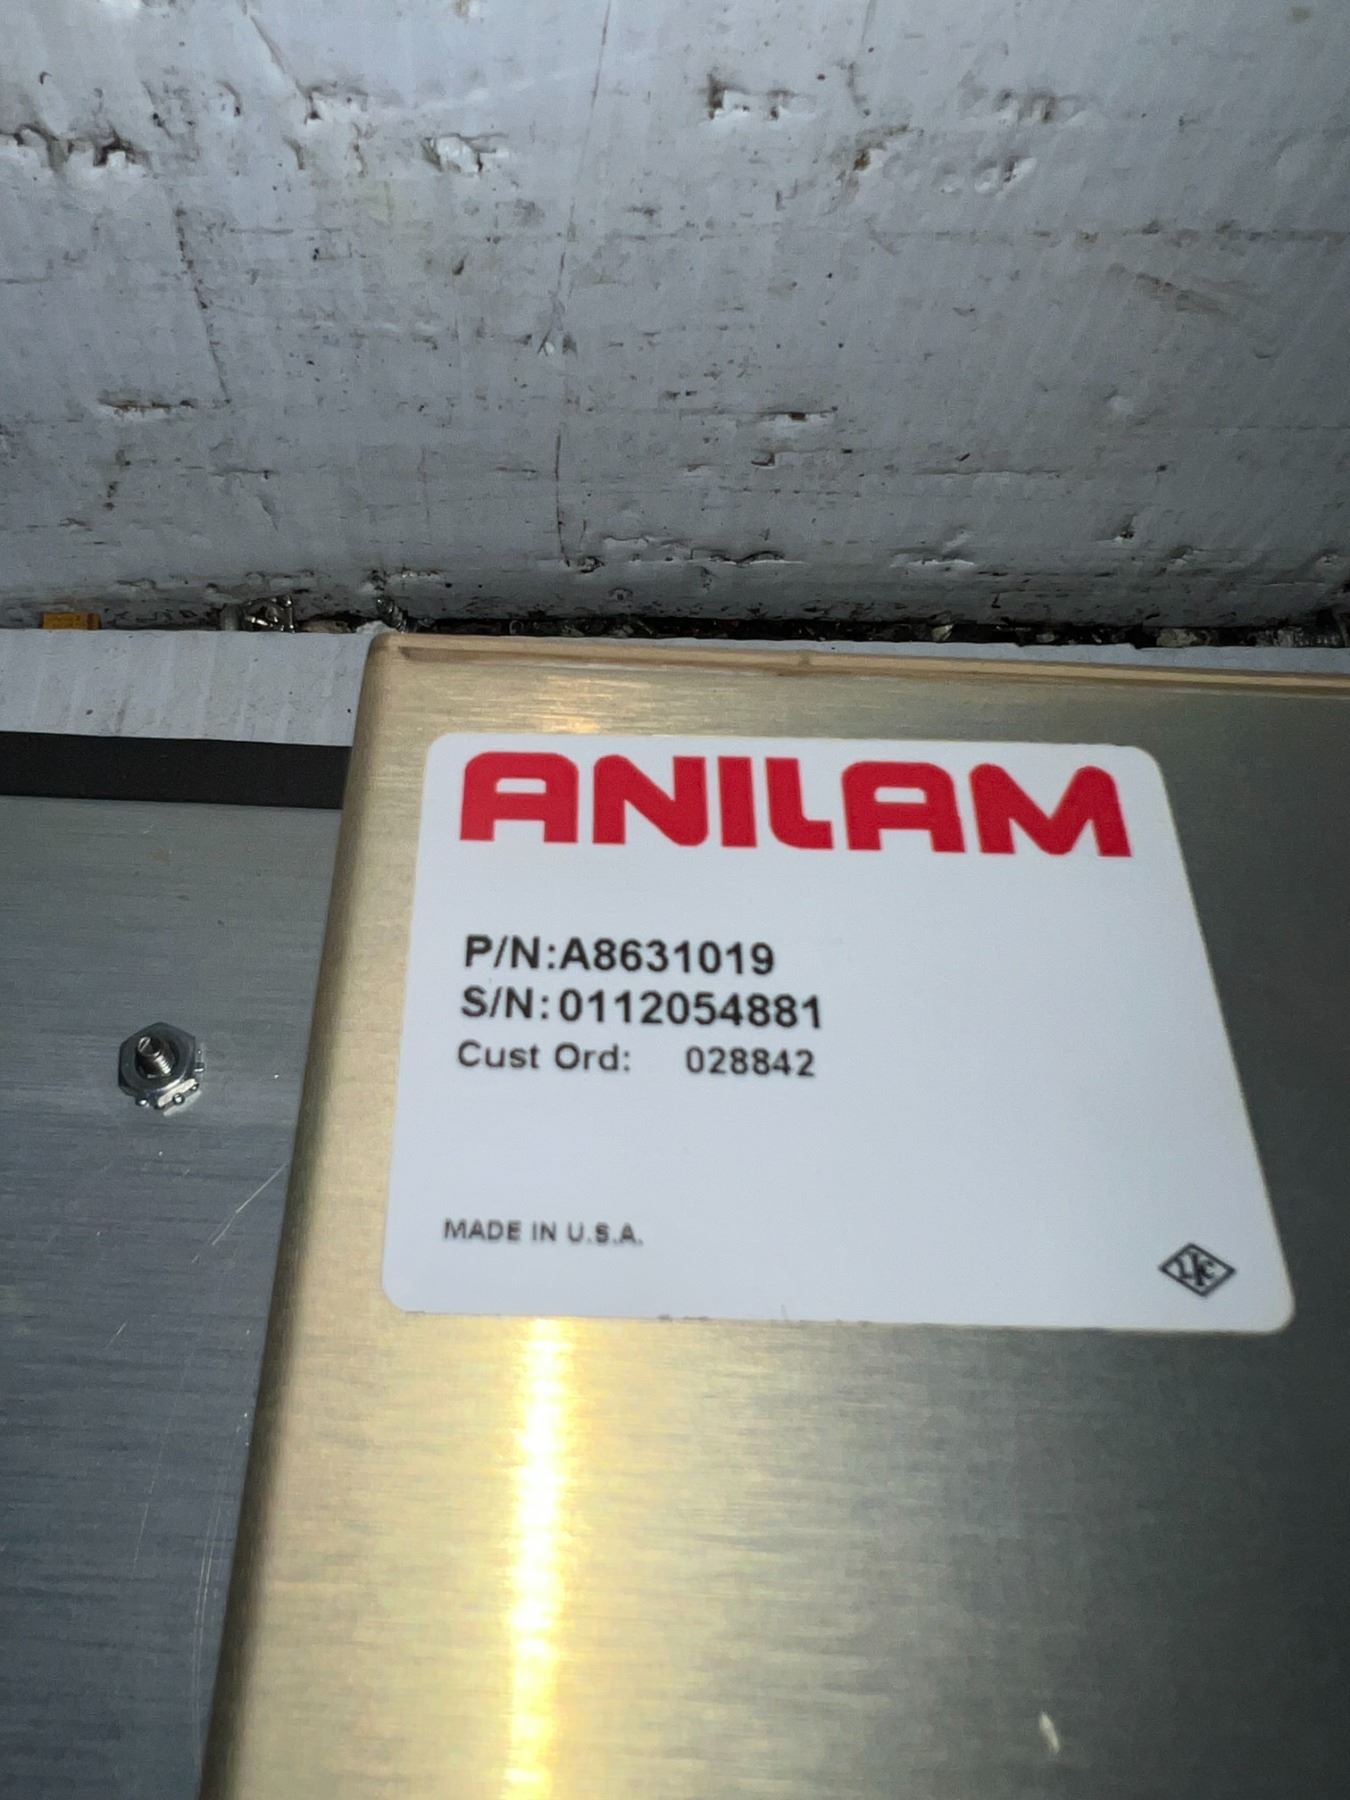 ANILAM
P/N:A8631019
S/N:0112054881
Cust Ord: 028842
MADE IN U.S.A.